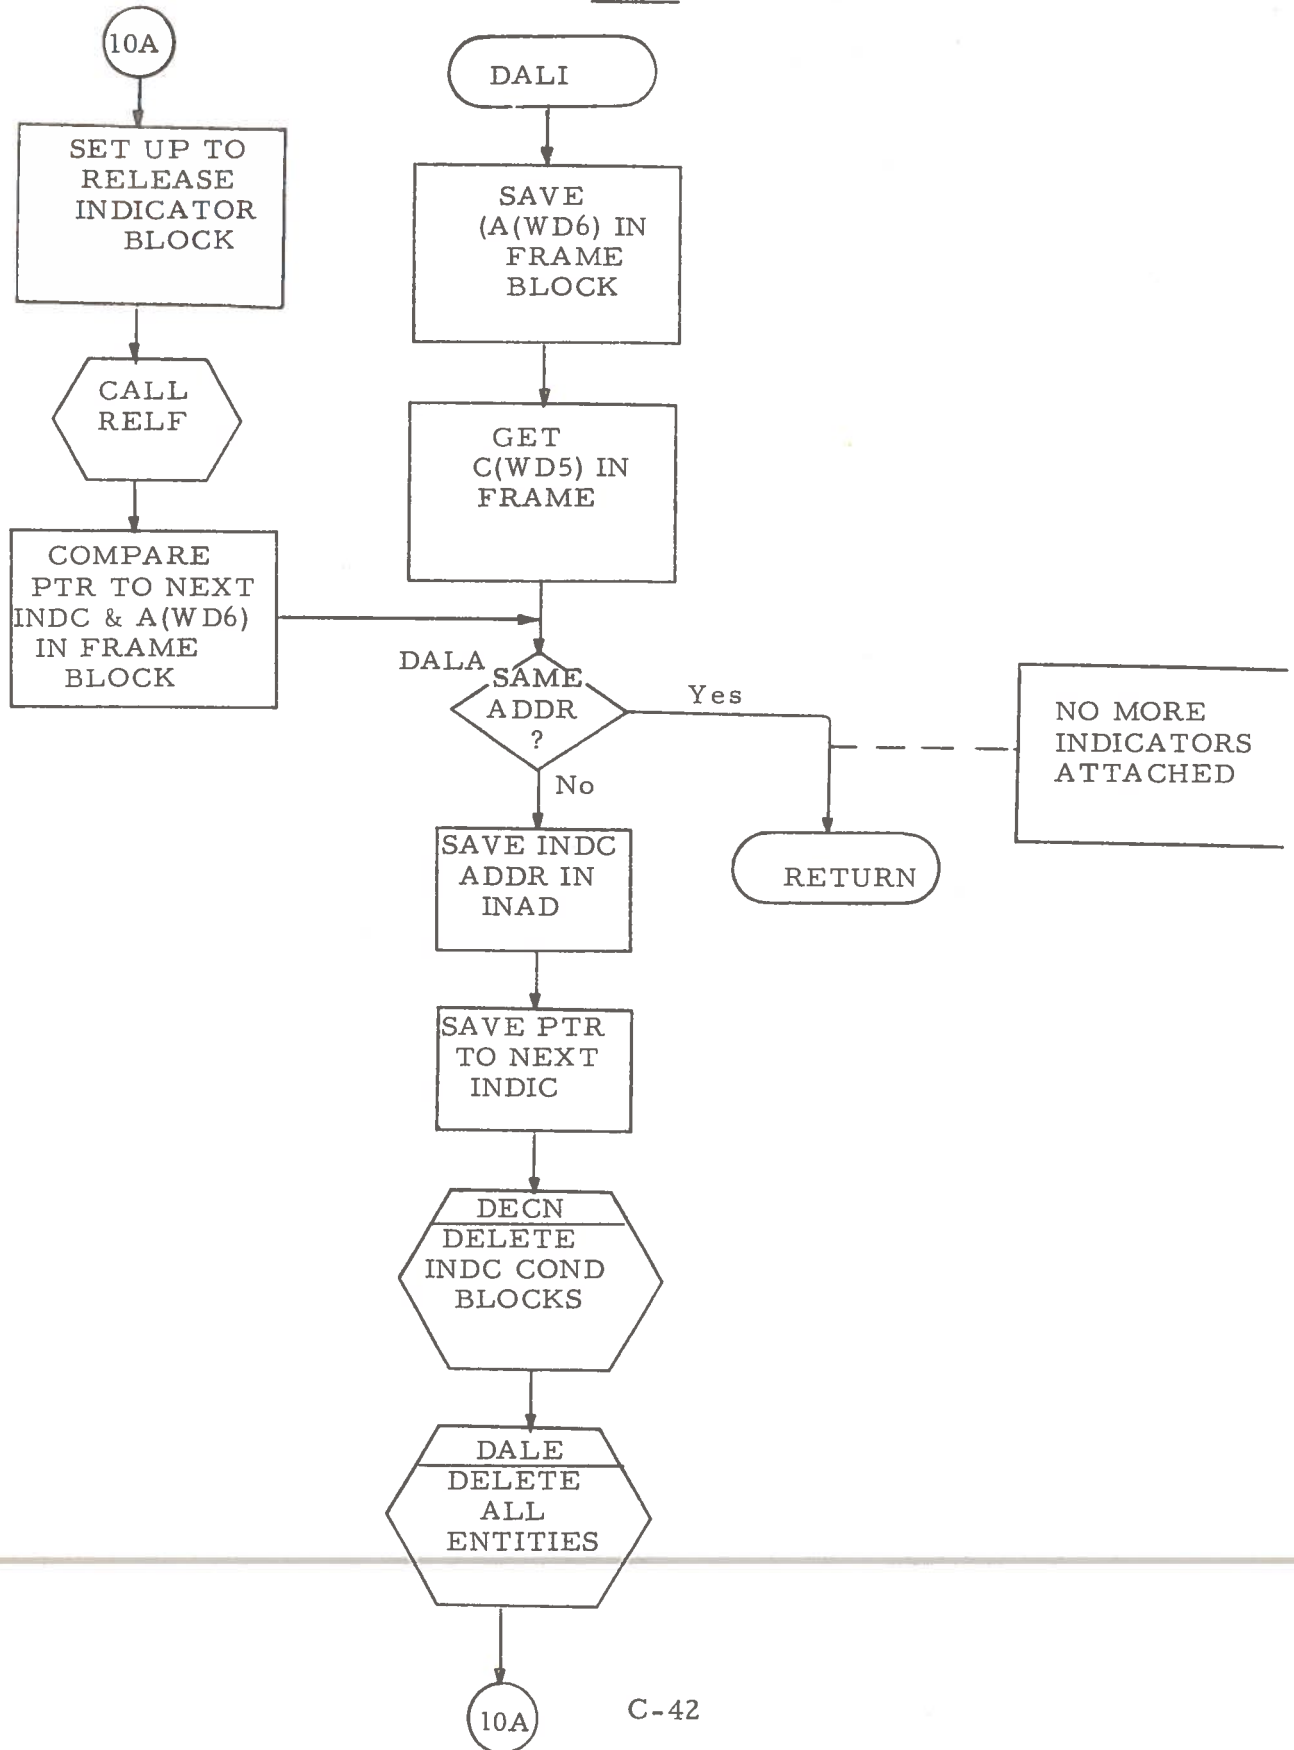 10A
SET UP TO
RELEASE
INDICATOR
BLOCK
CALL
RELF
COMPARE
PTR TO NEXT
INDC & A(WD6)
IN FRAME
BLOCK
DALI
SAVE
(A(WD6) IN
FRAME
BLOCK
GET
C(WD5) IN
FRAME
DALA
SAME
ADDR
?
Yes
No
NO MORE
INDICATORS
ATTACHED
RETURN
SAVE INDC
ADDR IN
INAD
SAVE PTR
TO NEXT
INDIC
DECN
DELETE
INDC COND
BLOCKS
DALE
DELETE
ALL
ENTITIES
10A
C-42